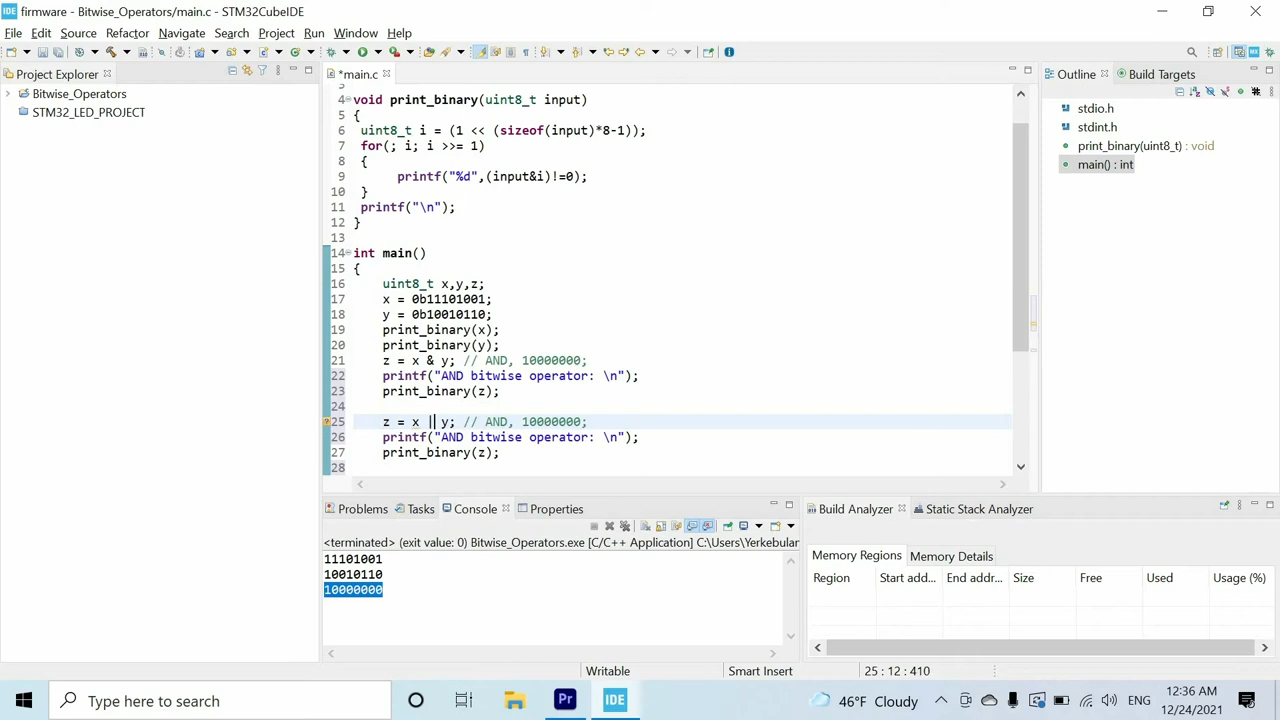 IDE firmware - Bitwise_Operators/main.c - STM32CubeIDE
File Edit Source Refactor Navigate Search Project Run Window Help
Project Explorer
Bitwise_Operators
STM32_LED_PROJECT
*main.c
4 void print_binary(uint8_t input)
5 {
6 uint8_t i = (1 << (sizeof(input)*8-1));
7 for(; i; i >>= 1)
8 {
9 printf("%d",(input&i)!=0);
10 }
11 printf("\n");
12 }
13
14 int main()
15 {
16 uint8_t x,y,z;
17 x = 0b11101001;
18 y = 0b10010110;
19 print_binary(x);
20 print_binary(y);
21 z = x & y; // AND, 10000000;
22 printf("AND bitwise operator: \n");
23 print_binary(z);
24
25 z = x || y; // AND, 10000000;
26 printf("AND bitwise operator: \n");
27 print_binary(z);
28
Outline Build Targets
stdio.h
stdint.h
print_binary(uint8_t) : void
main() : int
Problems Tasks Console Properties
<terminated> (exit value: 0) Bitwise_Operators.exe [C/C++ Application] C:\Users\Yerkebulan
11101001
10010110
10000000
Build Analyzer Static Stack Analyzer
Memory Regions Memory Details
Region Start add... End addr... Size Free Used Usage (%)
Writable Smart Insert 25 : 12 : 410
Type here to search
Pr
IDE
46°F Cloudy
ENG
12:36 AM
12/24/2021